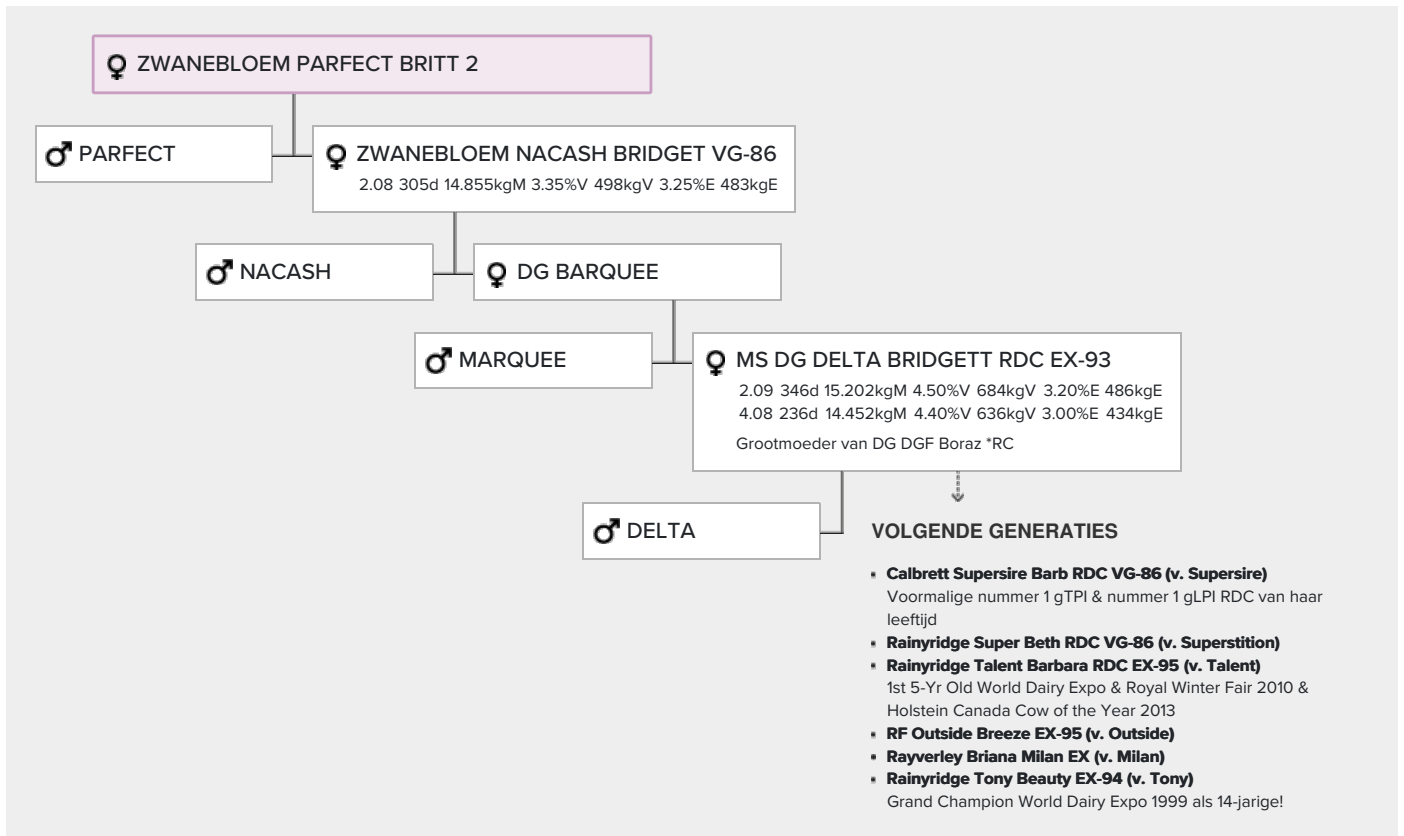 ZWANEBLOEM PARFECT BRITT 2
PARFECT
ZWANEBLOEM NACASH BRIDGET VG-86
2.08 305d 14.855kgM 3.35%V 498kgV 3.25%E 483kgE
NACASH
DG BARQUEE
MARQUEE
MS DG DELTA BRIDGETT RDC EX-93
2.09 346d 15.202kgM 4.50%V 684kgV 3.20%E 486kgE
4.08 236d 14.452kgM 4.40%V 636kgV 3.00%E 434kgE
Grootmoeder van DG DGF Boraz *RC
DELTA
VOLGENDE GENERATIES
Calbrett Supersire Barb RDC VG-86 (v. Supersire)
Voormalige nummer 1 gTPI & nummer 1 gLPI RDC van haar
leeftijd
Rainyridge Super Beth RDC VG-86 (v. Superstition)
Rainyridge Talent Barbara RDC EX-95 (v. Talent)
1st 5-Yr Old World Dairy Expo & Royal Winter Fair 2010 &
Holstein Canada Cow of the Year 2013
RF Outside Breeze EX-95 (v. Outside)
Rayverley Briana Milan EX (v. Milan)
Rainyridge Tony Beauty EX-94 (v. Tony)
Grand Champion World Dairy Expo 1999 als 14-jarige!